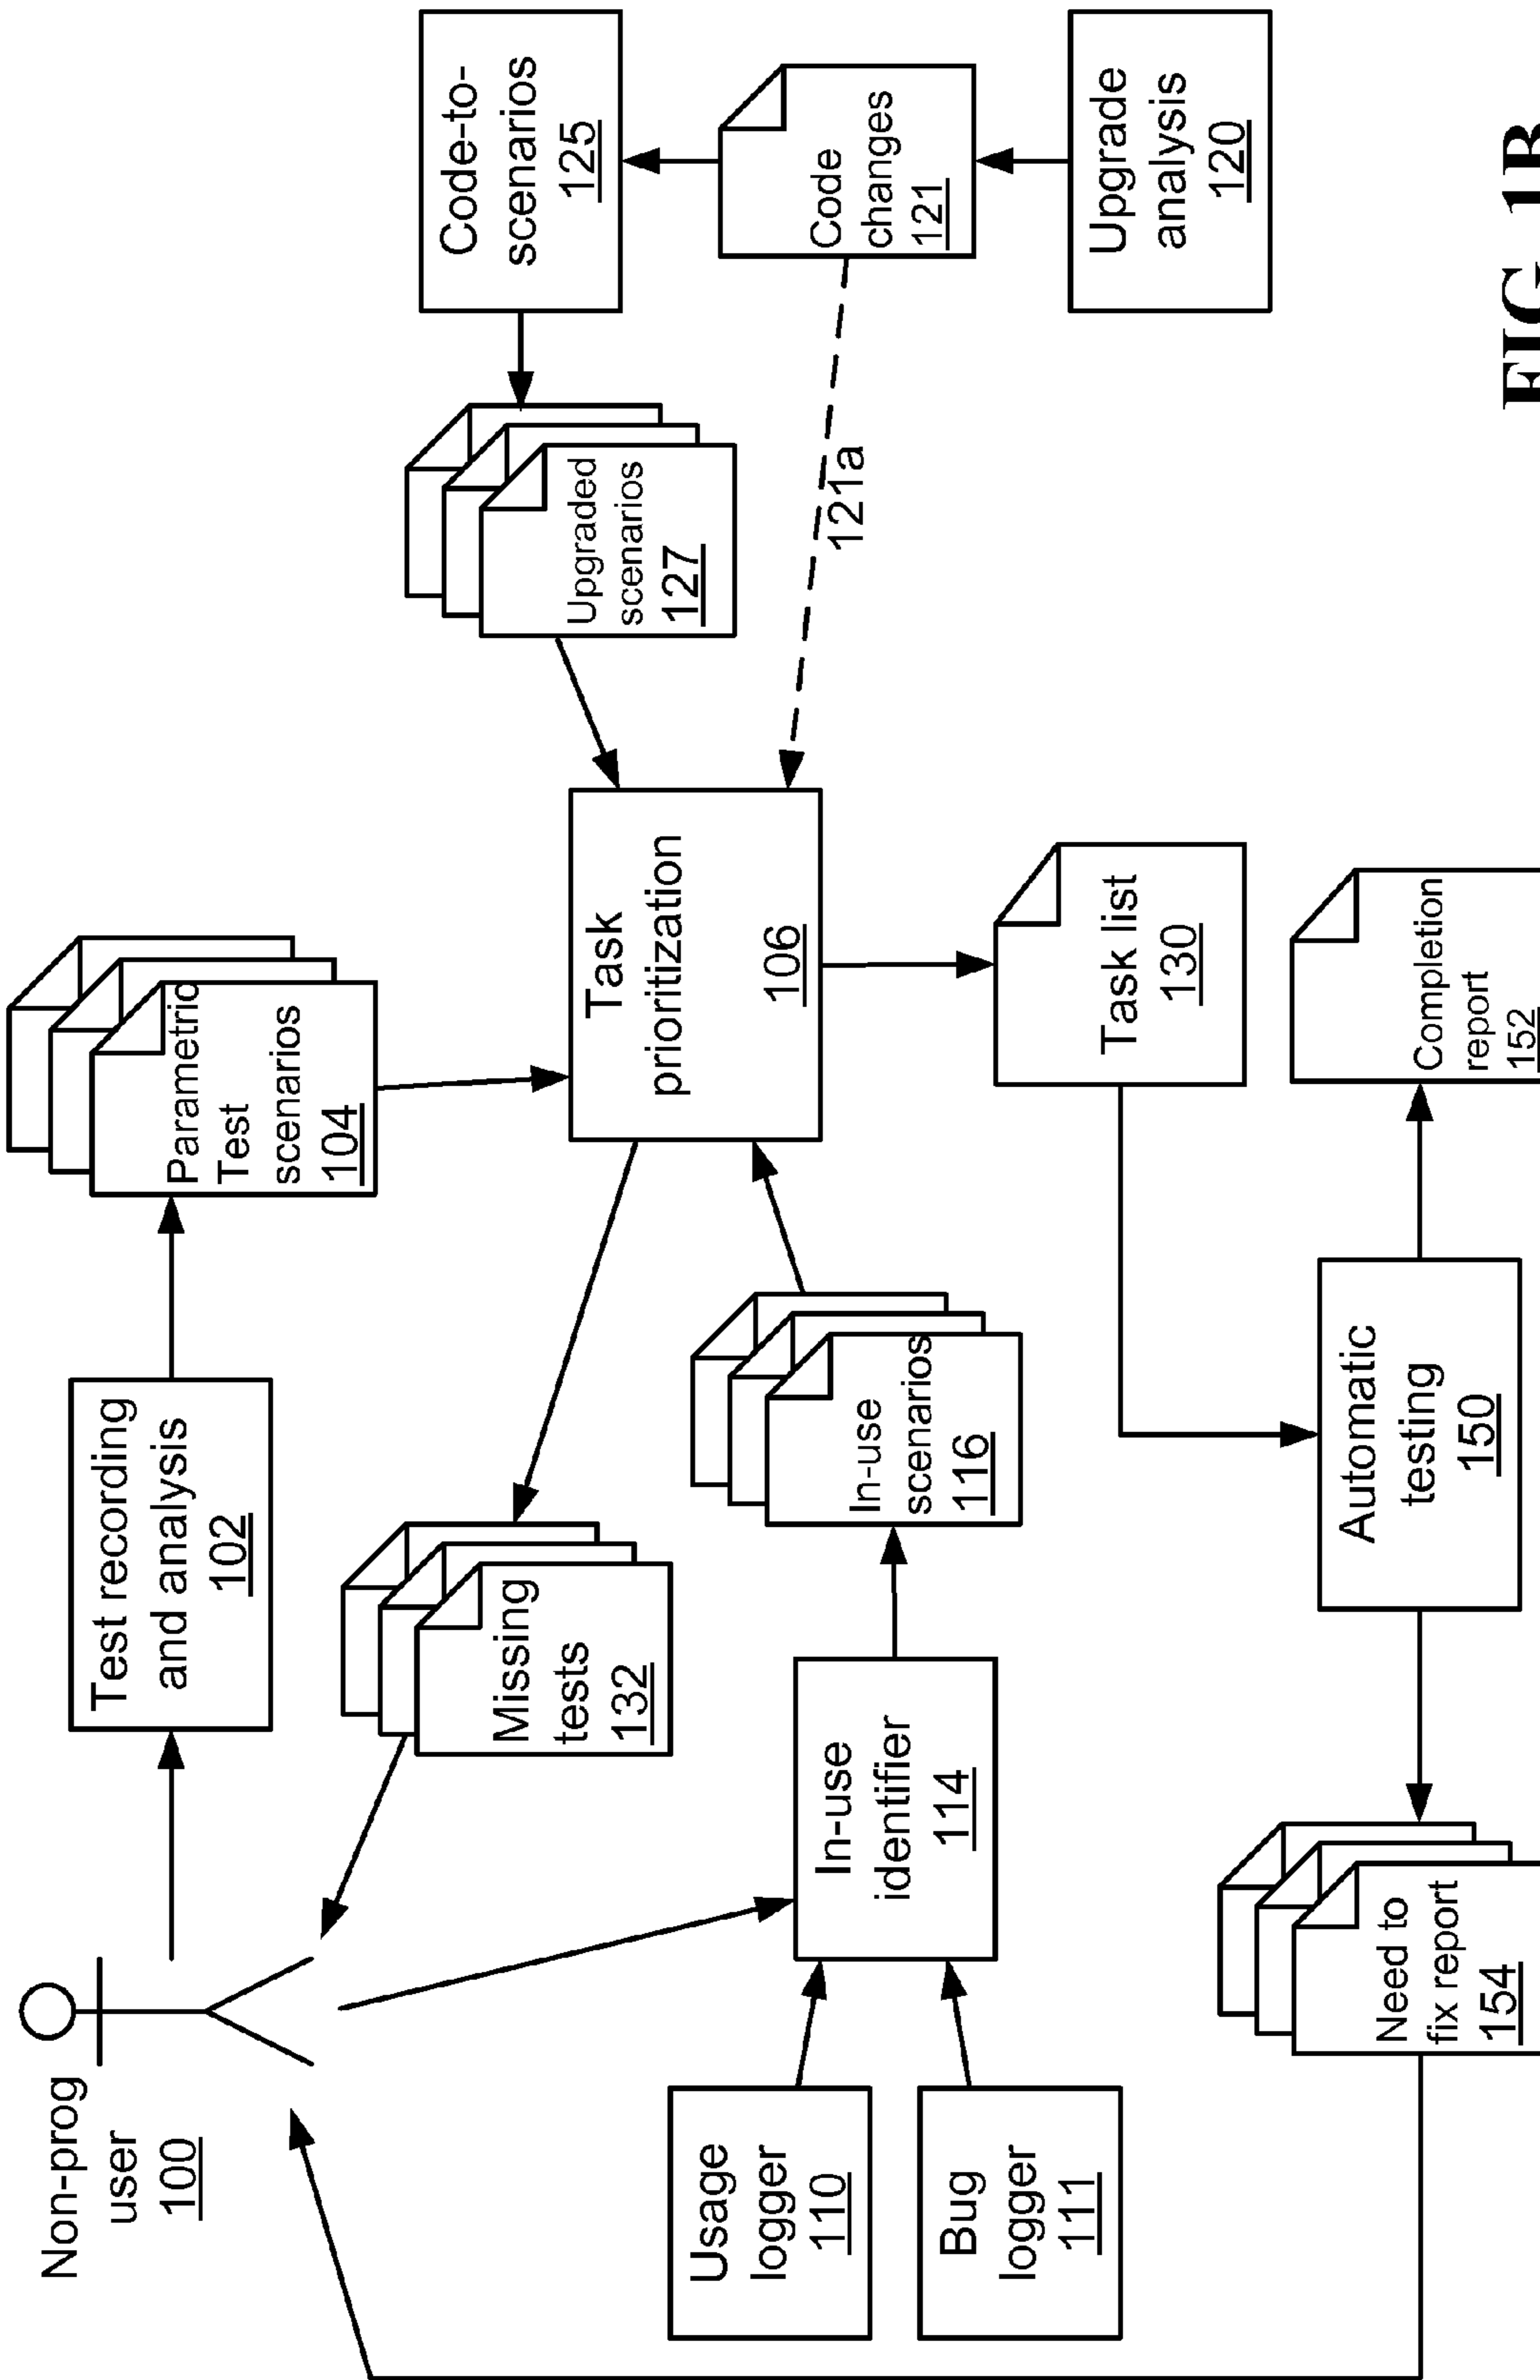 Non-prog
user
100
Test recording
and analysis
102
Parametric
Test
scenarios
104
Code-to-
scenarios
125
Upgraded
scenarios
127
Missing
tests
132
Task
prioritization
106
Code
changes
121
121a
Usage
logger
110
Bug
logger
111
In-use
identifier
114
In-use
scenarios
116
Task list
130
Upgrade
analysis
120
Need to
fix report
154
Automatic
testing
150
Completion
report
152
FIG. 1B